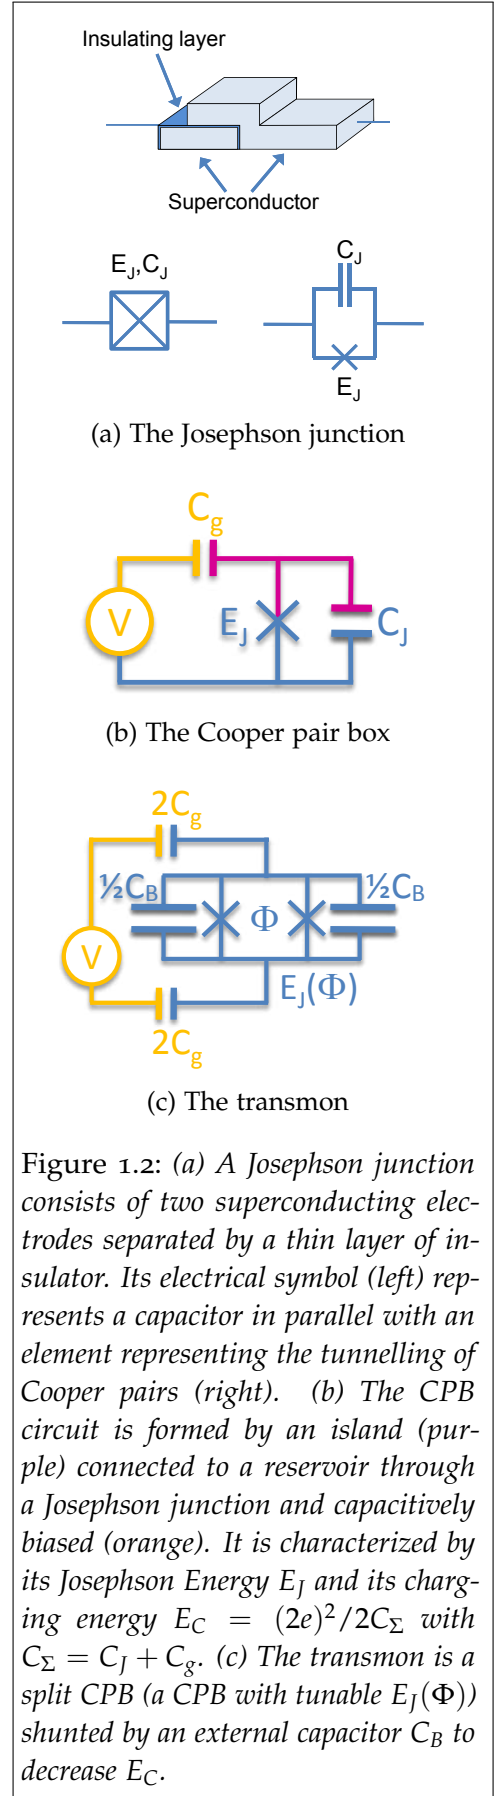 Insulating layer
Superconductor
E_J,C_J
C_J
E_J
(a) The Josephson junction
C_g
V
E_J
C_J
(b) The Cooper pair box
2C_g
½C_B
½C_B
Φ
V
E_J(Φ)
2C_g
(c) The transmon
Figure 1.2: (a) A Josephson junction
consists of two superconducting elec-
trodes separated by a thin layer of in-
sulator. Its electrical symbol (left) rep-
resents a capacitor in parallel with an
element representing the tunnelling of
Cooper pairs (right). (b) The CPB
circuit is formed by an island (pur-
ple) connected to a reservoir through
a Josephson junction and capacitively
biased (orange). It is characterized by
its Josephson Energy E_J and its charg-
ing energy E_C = (2e)²/2C_Σ with
C_Σ = C_J + C_g. (c) The transmon is a
split CPB (a CPB with tunable E_J(Φ))
shunted by an external capacitor C_B to
decrease E_C.